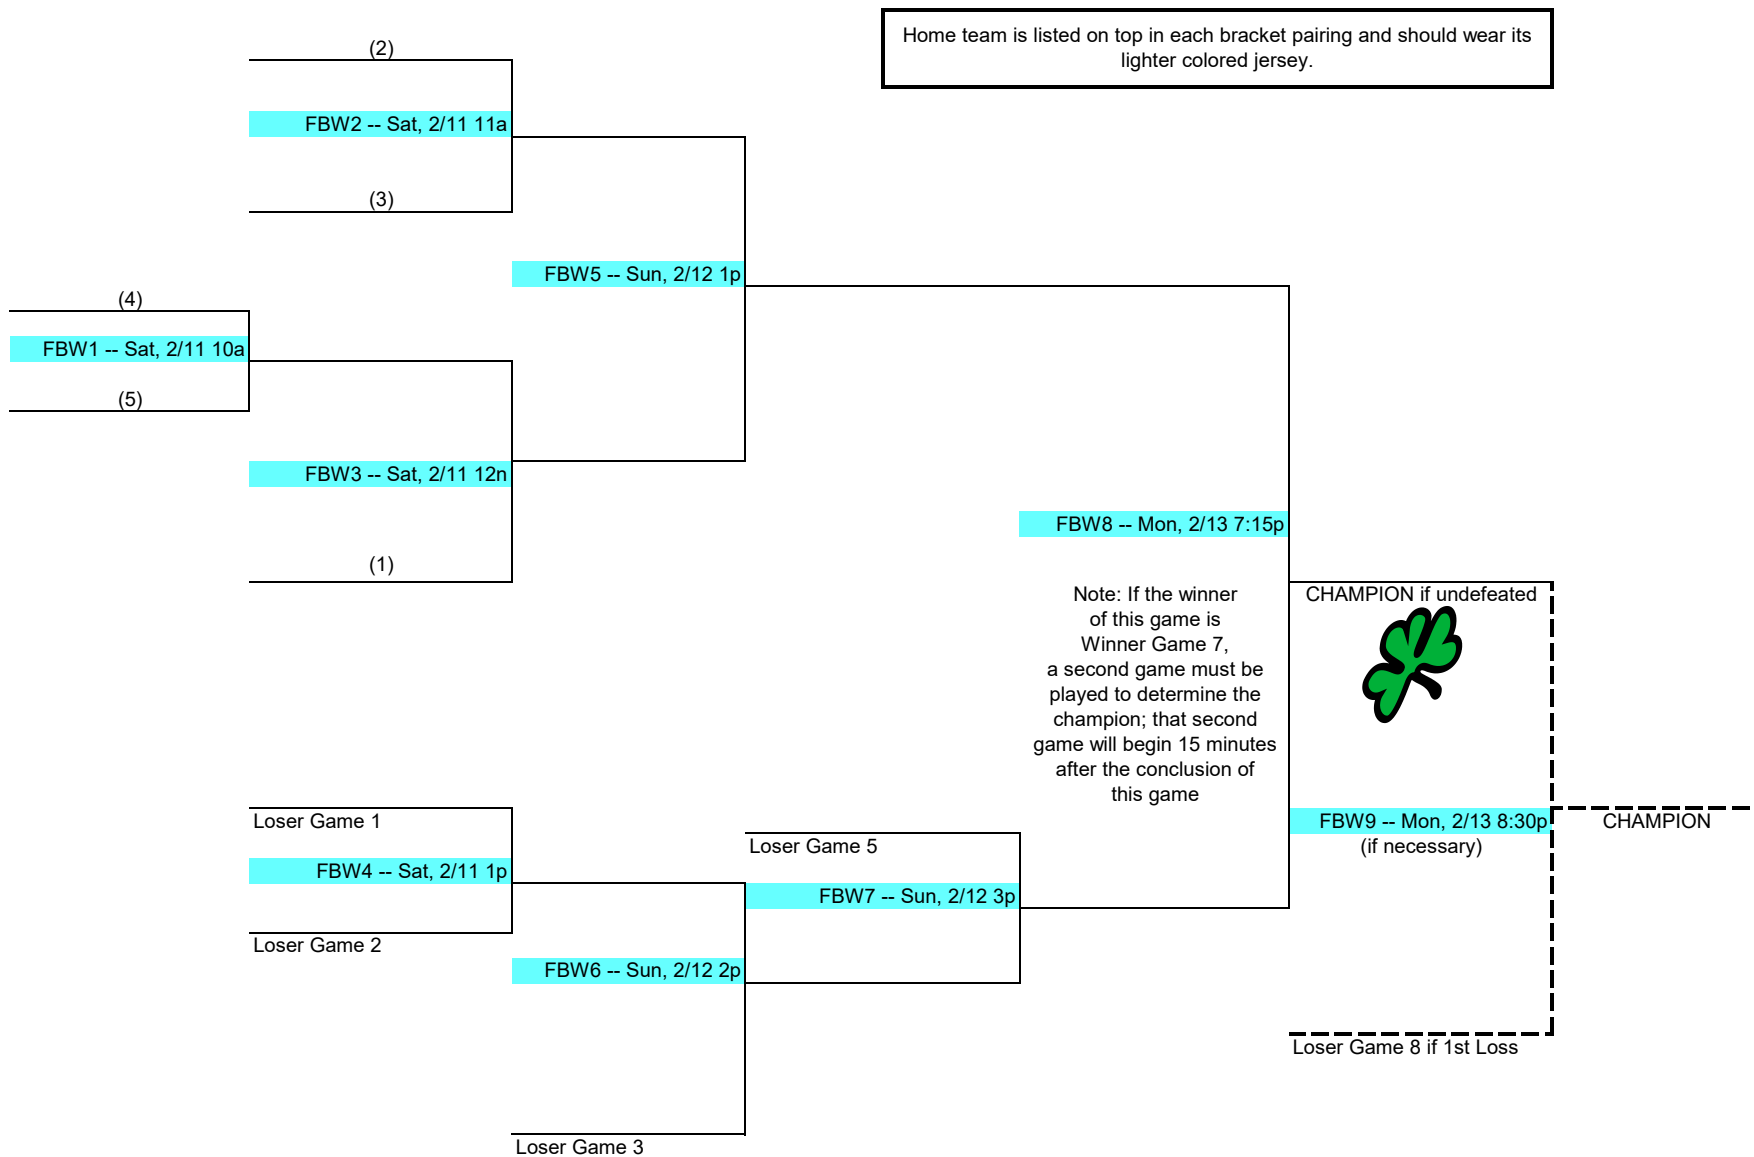 Home team is listed on top in each bracket pairing and should wear its
lighter colored jersey.
(2)
FBW2 -- Sat, 2/11 11a
(3)
FBW5 -- Sun, 2/12 1p
(4)
FBW1 -- Sat, 2/11 10a
(5)
FBW3 -- Sat, 2/11 12n
(1)
FBW8 -- Mon, 2/13 7:15p
Note: If the winner
of this game is
Winner Game 7,
a second game must be
played to determine the
champion; that second
game will begin 15 minutes
after the conclusion of
this game
CHAMPION if undefeated
Loser Game 1
FBW4 -- Sat, 2/11 1p
Loser Game 2
Loser Game 5
FBW7 -- Sun, 2/12 3p
FBW6 -- Sun, 2/12 2p
Loser Game 3
FBW9 -- Mon, 2/13 8:30p
(if necessary)
CHAMPION
Loser Game 8 if 1st Loss